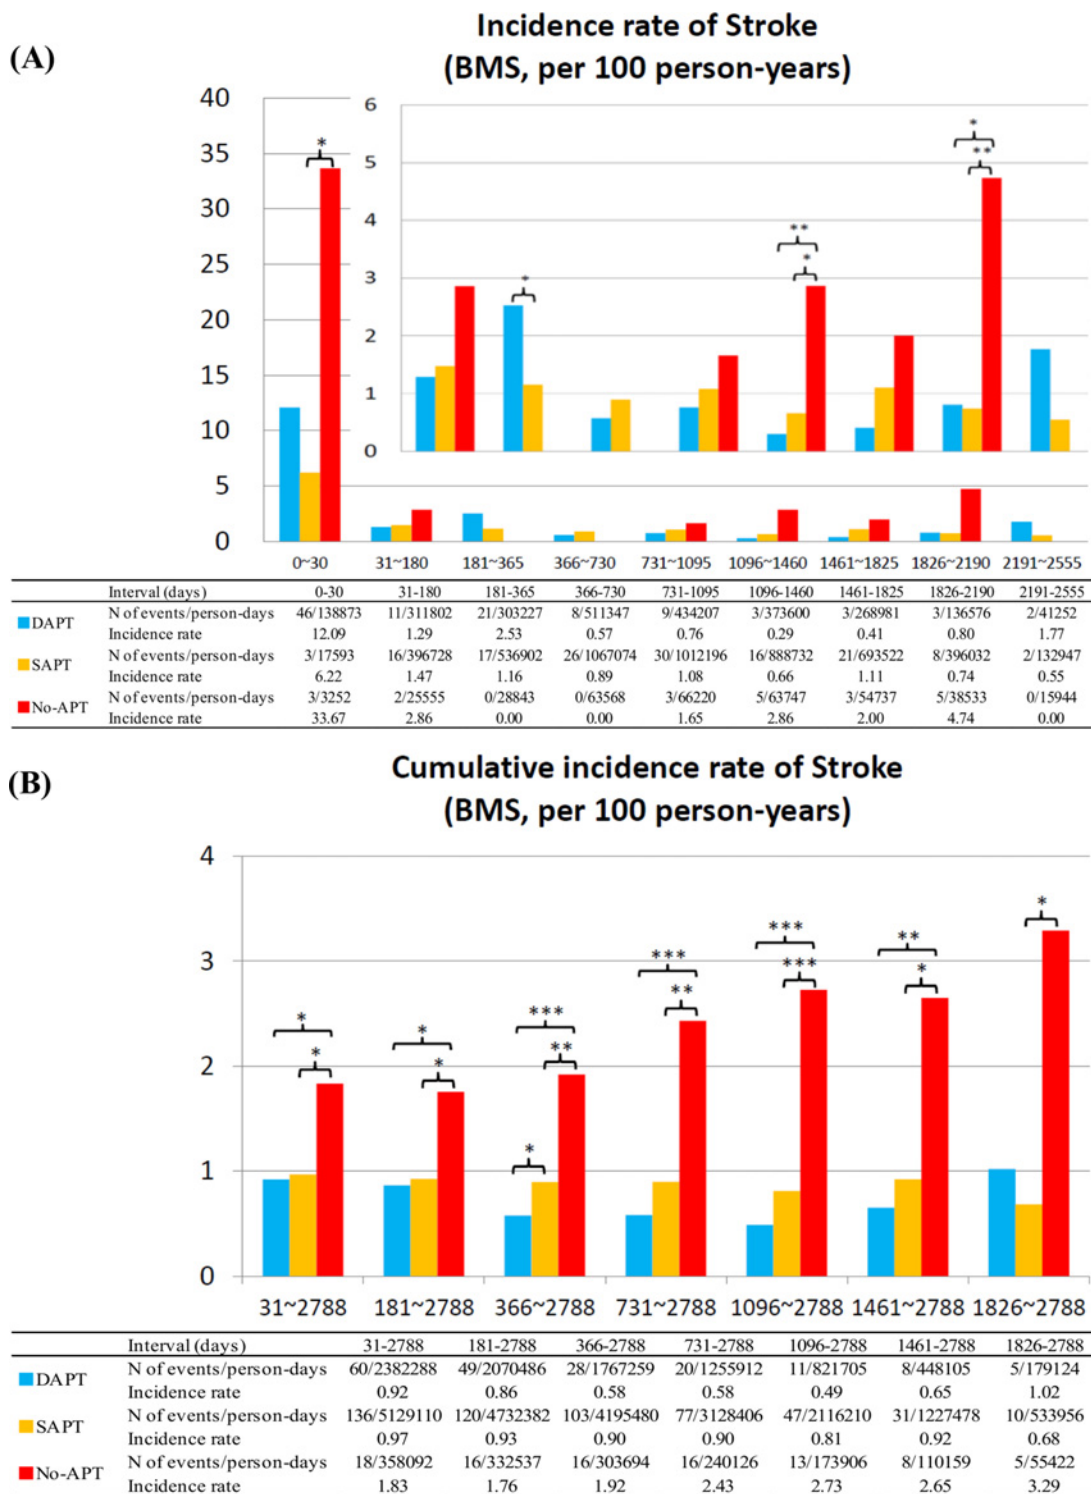 (A)
Incidence rate of Stroke
(BMS, per 100 person-years)
40
35
30
25
20
15
10
5
0
6
5
4
3
2
1
0
*
*
**
*
*
**
0~30 31~180 181~365 366~730 731~1095 1096~1460 1461~1825 1826~2190 2191~2555
Interval (days) 0-30 31-180 181-365 366-730 731-1095 1096-1460 1461-1825 1826-2190 2191-2555
DAPT N of events/person-days 46/138873 11/311802 21/303227 8/511347 9/434207 3/373600 3/268981 3/136576 2/41252
Incidence rate 12.09 1.29 2.53 0.57 0.76 0.29 0.41 0.80 1.77
SAPT N of events/person-days 3/17593 16/396728 17/536902 26/1067074 30/1012196 16/888732 21/693522 8/396032 2/132947
Incidence rate 6.22 1.47 1.16 0.89 1.08 0.66 1.11 0.74 0.55
No-APT N of events/person-days 3/3252 2/25555 0/28843 0/63568 3/66220 5/63747 3/54737 5/38533 0/15944
Incidence rate 33.67 2.86 0.00 0.00 1.65 2.86 2.00 4.74 0.00
(B)
Cumulative incidence rate of Stroke
(BMS, per 100 person-years)
4
3
2
1
0
*
*
*
*
***
**
*
***
**
***
***
**
*
*
31~2788 181~2788 366~2788 731~2788 1096~2788 1461~2788 1826~2788
Interval (days) 31-2788 181-2788 366-2788 731-2788 1096-2788 1461-2788 1826-2788
DAPT N of events/person-days 60/2382288 49/2070486 28/1767259 20/1255912 11/821705 8/448105 5/179124
Incidence rate 0.92 0.86 0.58 0.58 0.49 0.65 1.02
SAPT N of events/person-days 136/5129110 120/4732382 103/4195480 77/3128406 47/2116210 31/1227478 10/533956
Incidence rate 0.97 0.93 0.90 0.90 0.81 0.92 0.68
No-APT N of events/person-days 18/358092 16/332537 16/303694 16/240126 13/173906 8/110159 5/55422
Incidence rate 1.83 1.76 1.92 2.43 2.73 2.65 3.29